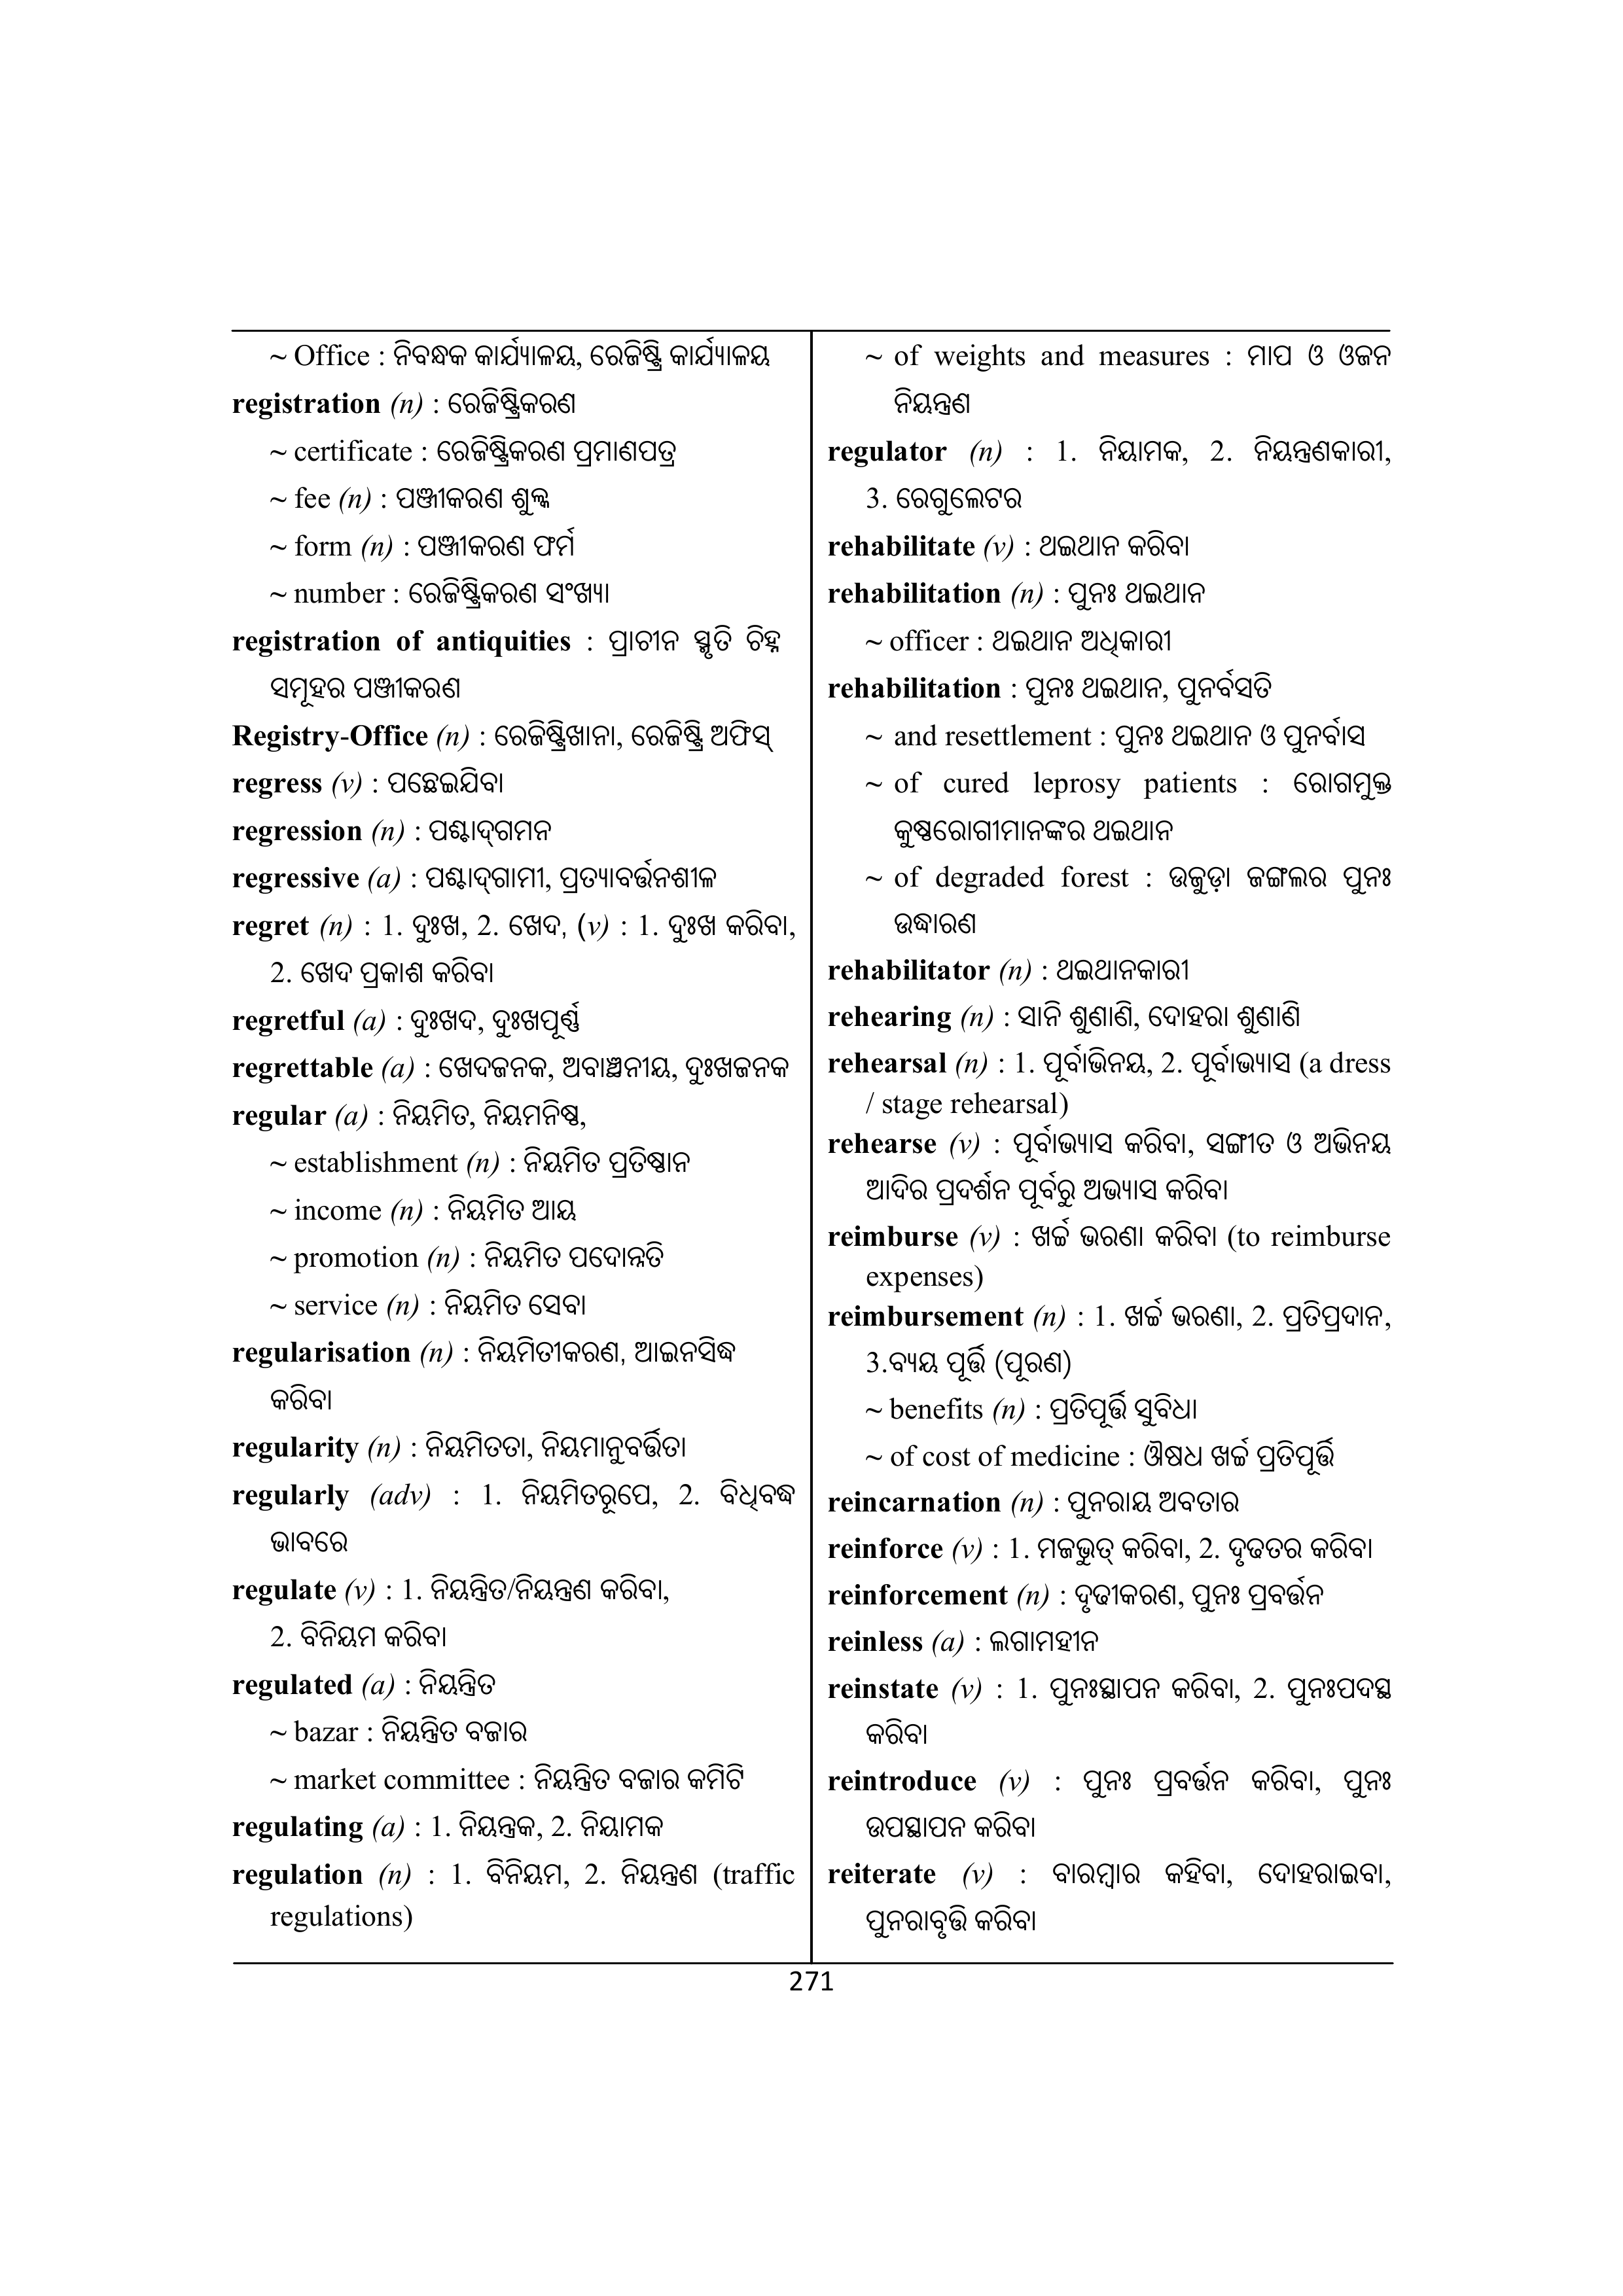 ~ Office : ନିବନ୍ଧକ କାର୍ଯ୍ୟାଳୟ, ରେଜିଷ୍ଟ୍ରି କାର୍ଯ୍ୟାଳୟ
registration (n) : ରେଜିଷ୍ଟ୍ରିକରଣ
~ certificate : ରେଜିଷ୍ଟ୍ରିକରଣ ପ୍ରମାଣପତ୍ର
~ fee (n) : ପଞ୍ଜୀକରଣ ଶୁଳ୍କ
~ form (n) : ପଞ୍ଜୀକରଣ ଫର୍ମ
~ number : ରେଜିଷ୍ଟ୍ରିକରଣ ସଂଖ୍ୟା
registration of antiquities : ପ୍ରାଚୀନ ସ୍ମୃତି ଚିହ୍ନ
ସମୂହର ପଞ୍ଜୀକରଣ
Registry-Office (n) : ରେଜିଷ୍ଟ୍ରିଖାନା, ରେଜିଷ୍ଟ୍ରି ଅଫିସ୍
regress (v) : ପଛେଇଯିବା
regression (n) : ପଶ୍ଚାଦ୍‌ଗମନ
regressive (a) : ପଶ୍ଚାଦ୍‌ଗାମୀ, ପ୍ରତ୍ୟାବର୍ତ୍ତନଶୀଳ
regret (n) : 1. ଦୁଃଖ, 2. ଖେଦ, (v) : 1. ଦୁଃଖ କରିବା,
2. ଖେଦ ପ୍ରକାଶ କରିବା
regretful (a) : ଦୁଃଖଦ, ଦୁଃଖପୂର୍ଣ୍ଣ
regrettable (a) : ଖେଦଜନକ, ଅବାଞ୍ଚନୀୟ, ଦୁଃଖଜନକ
regular (a) : ନିୟମିତ, ନିୟମନିଷ୍ଠ,
~ establishment (n) : ନିୟମିତ ପ୍ରତିଷ୍ଠାନ
~ income (n) : ନିୟମିତ ଆୟ
~ promotion (n) : ନିୟମିତ ପଦୋନ୍ନତି
~ service (n) : ନିୟମିତ ସେବା
regularisation (n) : ନିୟମିତୀକରଣ, ଆଇନସିଦ୍ଧ
କରିବା
regularity (n) : ନିୟମିତତା, ନିୟମାନୁବର୍ତ୍ତିତା
regularly (adv) : 1. ନିୟମିତରୂପେ, 2. ବିଧିବଦ୍ଧ
ଭାବରେ
regulate (v) : 1. ନିୟନ୍ତ୍ରିତ/ନିୟନ୍ତ୍ରଣ କରିବା,
2. ବିନିୟମ କରିବା
regulated (a) : ନିୟନ୍ତ୍ରିତ
~ bazar : ନିୟନ୍ତ୍ରିତ ବଜାର
~ market committee : ନିୟନ୍ତ୍ରିତ ବଜାର କମିଟି
regulating (a) : 1. ନିୟନ୍ତ୍ରକ, 2. ନିୟାମକ
regulation (n) : 1. ବିନିୟମ, 2. ନିୟନ୍ତ୍ରଣ (traffic
regulations)
~ of weights and measures : ମାପ ଓ ଓଜନ
ନିୟନ୍ତ୍ରଣ
regulator (n) : 1. ନିୟାମକ, 2. ନିୟନ୍ତ୍ରଣକାରୀ,
3. ରେଗୁଲେଟର
rehabilitate (v) : ଥଇଥାନ କରିବା
rehabilitation (n) : ପୁନଃ ଥଇଥାନ
~ officer : ଥଇଥାନ ଅଧିକାରୀ
rehabilitation : ପୁନଃ ଥଇଥାନ, ପୁନର୍ବସତି
~ and resettlement : ପୁନଃ ଥଇଥାନ ଓ ପୁନର୍ବାସ
~ of cured leprosy patients : ରୋଗମୁକ୍ତ
କୁଷ୍ଠରୋଗୀମାନଙ୍କର ଥଇଥାନ
~ of degraded forest : ଉଜୁଡ଼ା ଜଙ୍ଗଲର ପୁନଃ
ଉଦ୍ଧାରଣ
rehabilitator (n) : ଥଇଥାନକାରୀ
rehearing (n) : ସାନି ଶୁଣାଣି, ଦୋହରା ଶୁଣାଣି
rehearsal (n) : 1. ପୂର୍ବାଭିନୟ, 2. ପୂର୍ବାଭ୍ୟାସ (a dress
/ stage rehearsal)
rehearse (v) : ପୂର୍ବାଭ୍ୟାସ କରିବା, ସଙ୍ଗୀତ ଓ ଅଭିନୟ
ଆଦିର ପ୍ରଦର୍ଶନ ପୂର୍ବରୁ ଅଭ୍ୟାସ କରିବା
reimburse (v) : ଖର୍ଚ୍ଚ ଭରଣା କରିବା (to reimburse
expenses)
reimbursement (n) : 1. ଖର୍ଚ୍ଚ ଭରଣା, 2. ପ୍ରତିପ୍ରଦାନ,
3.ବ୍ୟୟ ପୂର୍ତ୍ତି (ପୂରଣ)
~ benefits (n) : ପ୍ରତିପୂର୍ତ୍ତି ସୁବିଧା
~ of cost of medicine : ଔଷଧ ଖର୍ଚ୍ଚ ପ୍ରତିପୂର୍ତ୍ତି
reincarnation (n) : ପୁନରାୟ ଅବତାର
reinforce (v) : 1. ମଜଭୁତ୍ କରିବା, 2. ଦୃଢତର କରିବା
reinforcement (n) : ଦୃଢୀକରଣ, ପୁନଃ ପ୍ରବର୍ତ୍ତନ
reinless (a) : ଲଗାମହୀନ
reinstate (v) : 1. ପୁନଃସ୍ଥାପନ କରିବା, 2. ପୁନଃପଦସ୍ଥ
କରିବା
reintroduce (v) : ପୁନଃ ପ୍ରବର୍ତ୍ତନ କରିବା, ପୁନଃ
ଉପସ୍ଥାପନ କରିବା
reiterate (v) : ବାରମ୍ବାର କହିବା, ଦୋହରାଇବା,
ପୁନରାବୃତ୍ତି କରିବା
271